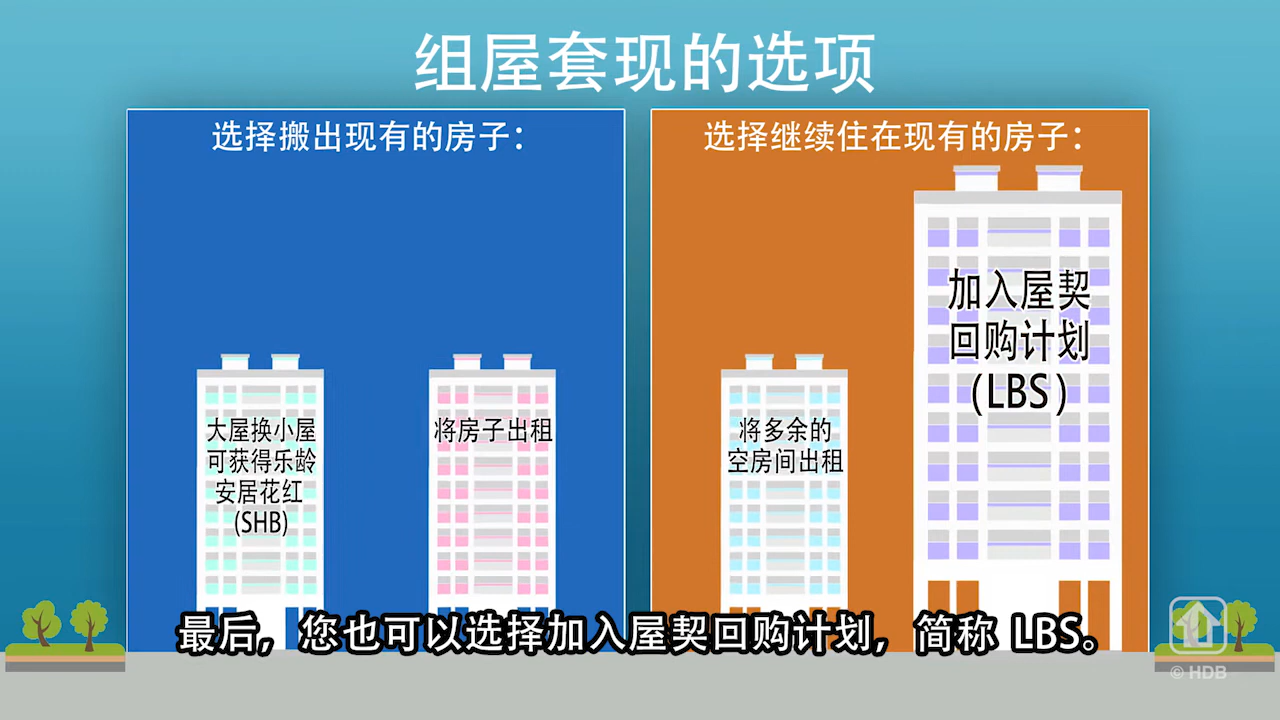 组屋套现的选项
选择搬出现有的房子：
大屋换小屋
可获得乐龄
安居花红
(SHB)
将房子出租
选择继续住在现有的房子：
将多余的
空房间出租
加入屋契
回购计划
(LBS)
最后，您也可以选择加入屋契回购计划，简称 LBS。
© HDB